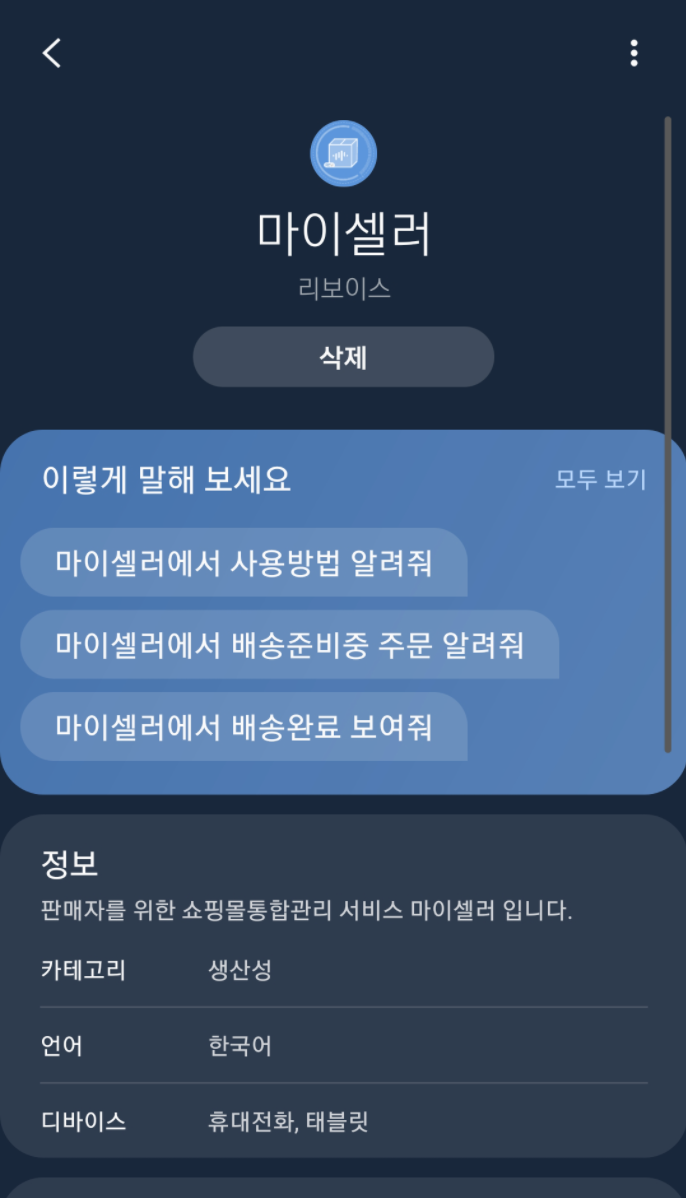 마이셀러
리보이스
삭제
이렇게 말해 보세요 모두 보기
마이셀러에서 사용방법 알려줘
마이셀러에서 배송준비중 주문 알려줘
마이셀러에서 배송완료 보여줘
정보
판매자를 위한 쇼핑몰통합관리 서비스 마이셀러 입니다.
카테고리 생산성
언어 한국어
디바이스 휴대전화, 태블릿